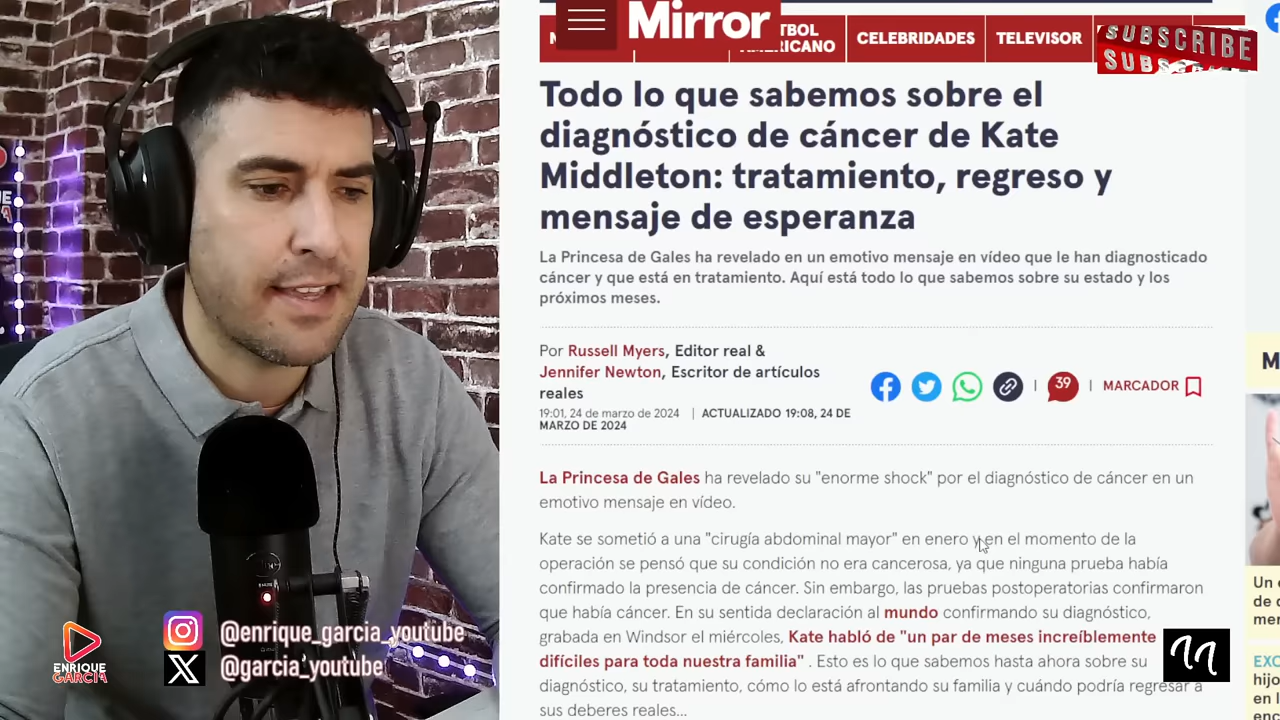 Mirror
TBOL
AMERICANO
CELEBRIDADES
TELEVISOR
SUBSCRIBE
Todo lo que sabemos sobre el
diagnóstico de cáncer de Kate
Middleton: tratamiento, regreso y
mensaje de esperanza
La Princesa de Gales ha revelado en un emotivo mensaje en vídeo que le han diagnosticado
cáncer y que está en tratamiento. Aquí está todo lo que sabemos sobre su estado y los
próximos meses.
Por Russell Myers, Editor real &
Jennifer Newton, Escritor de artículos
reales
19:01, 24 de marzo de 2024 | ACTUALIZADO 19:08, 24 DE
MARZO DE 2024
39
MARCADOR
La Princesa de Gales ha revelado su "enorme shock" por el diagnóstico de cáncer en un
emotivo mensaje en vídeo.
Kate se sometió a una "cirugía abdominal mayor" en enero y en el momento de la
operación se pensó que su condición no era cancerosa, ya que ninguna prueba había
confirmado la presencia de cáncer. Sin embargo, las pruebas postoperatorias confirmaron
que había cáncer. En su sentida declaración al mundo confirmando su diagnóstico,
grabada en Windsor el miércoles, Kate habló de "un par de meses increíblemente
difíciles para toda nuestra familia" . Esto es lo que sabemos hasta ahora sobre su
diagnóstico, su tratamiento, cómo lo está afrontando su familia y cuándo podría regresar a
sus deberes reales...
M
Un
de
EXC
hijo
en l
ENRIQUE
GARCIA
@enrique_garcia_youtube
@garcia_youtube